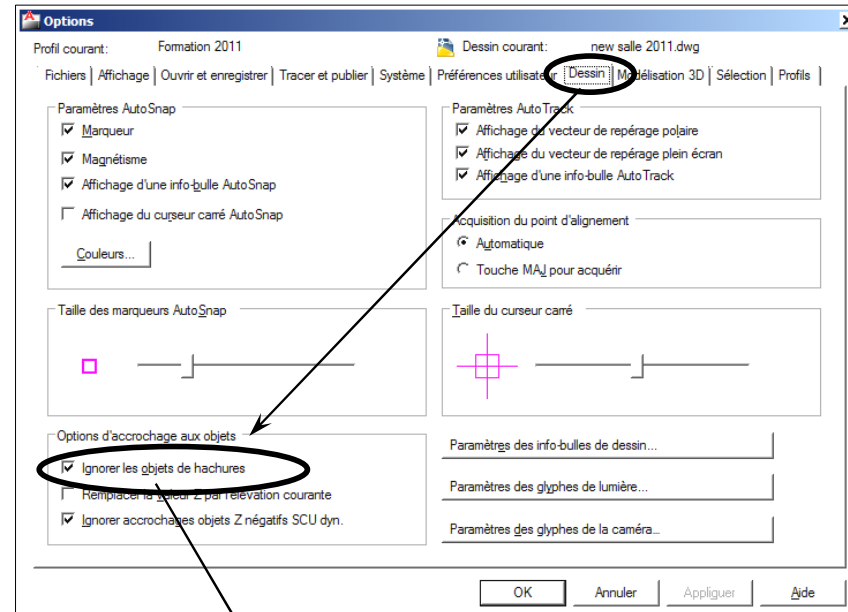 Options
Profil courant: Formation 2011 Dessin courant: new salle 2011.dwg
Fichiers Affichage Ouvrir et enregistrer Tracer et publier Système Préférences utilisateur Dessin Modélisation 3D Sélection Profils
Paramètres AutoSnap
Marqueur
Magnétisme
Affichage d'une info-bulle AutoSnap
Affichage du curseur carré AutoSnap
Couleurs...
Paramètres AutoTrack
Affichage du vecteur de repérage polaire
Affichage du vecteur de repérage plein écran
Affichage d'une info-bulle AutoTrack
Acquisition du point d'alignement
Automatique
Touche MAJ pour acquérir
Taille des marqueurs AutoSnap
Taille du curseur carré
Options d'accrochage aux objets
Ignorer les objets de hachures
Remplacer la valeur Z par l'élévation courante
Ignorer accrochages objets Z négatifs SCU dyn.
Paramètres des info-bulles de dessin...
Paramètres des glyphes de lumière...
Paramètres des glyphes de la caméra...
OK Annuler Appliquer Aide